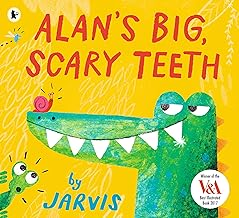 ALAN'S BIG,
SCARY TEETH
by
JARVIS
Winner of the
V&A
Best Illustrated
Book 2017